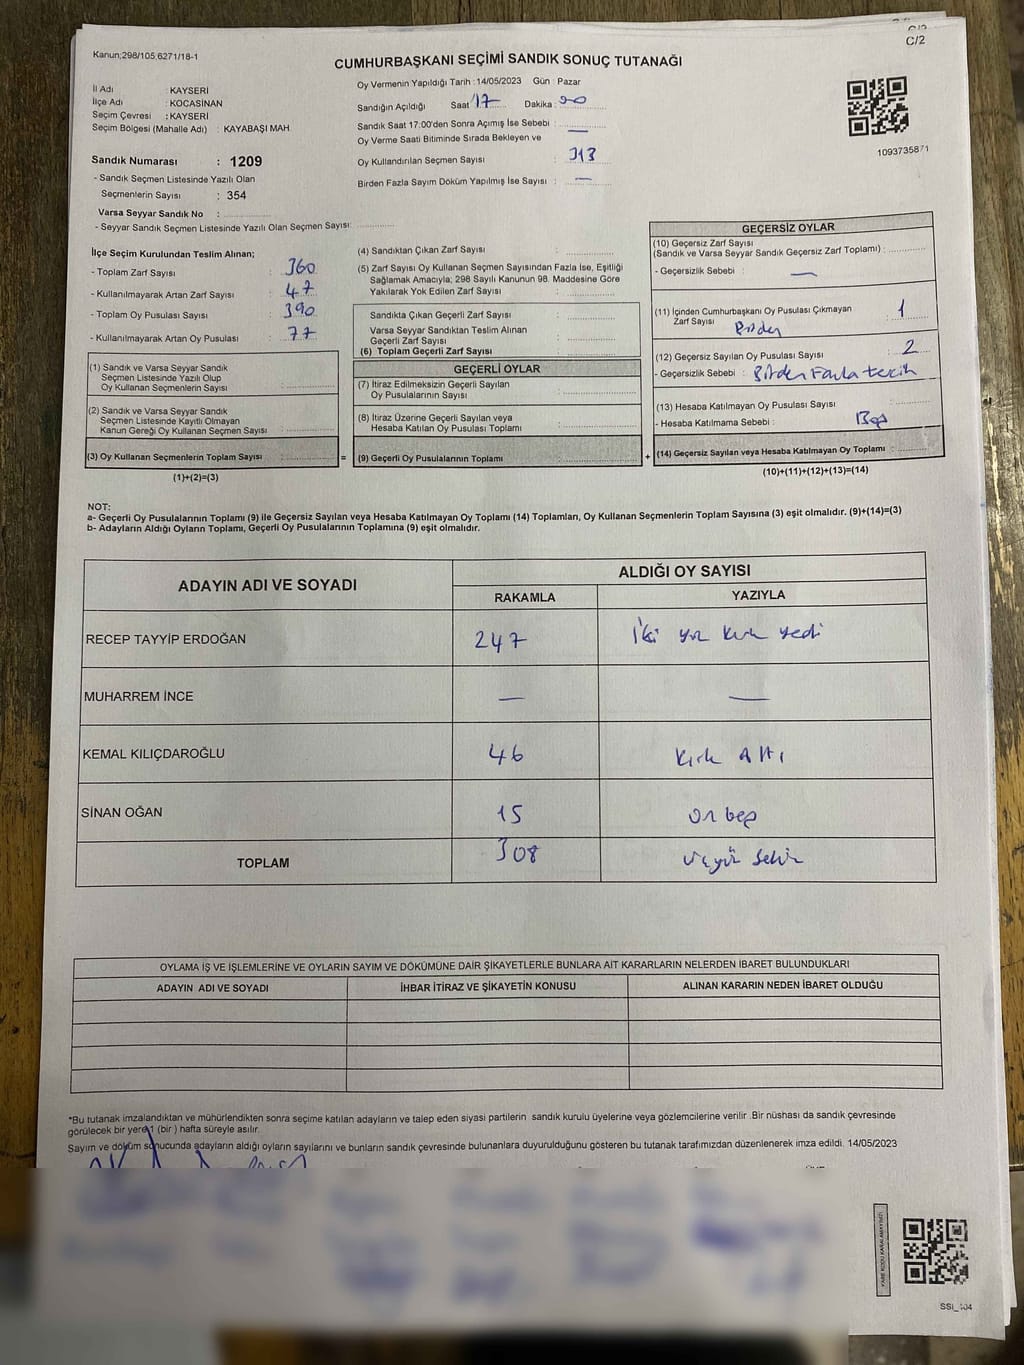 C/2
Kanun;298/105,6271/18-1
CUMHURBAŞKANI SEÇİMİ SANDIK SONUÇ TUTANAĞI
İl Adı : KAYSERİ
İlçe Adı : KOCASİNAN
Seçim Çevresi : KAYSERİ
Seçim Bölgesi (Mahalle Adı) : KAYABAŞI MAH
Sandık Numarası : 1209
- Sandık Seçmen Listesinde Yazılı Olan
Seçmenlerin Sayısı : 354
Varsa Seyyar Sandık No :
- Seyyar Sandık Seçmen Listesinde Yazılı Olan Seçmen Sayısı:
Oy Vermenin Yapıldığı Tarih : 14/05/2023 Gün : Pazar
Sandığın Açıldığı Saat 17 Dakika :
Sandık Saat 17:00'den Sonra Açımış İse Sebebi : —
Oy Verme Saati Bitiminde Sırada Bekleyen ve
Oy Kullandırılan Seçmen Sayısı : 313
Birden Fazla Sayım Döküm Yapılmış İse Sayısı : —
1093735871
İlçe Seçim Kurulundan Teslim Alınan;
- Toplam Zarf Sayısı : 360
- Kullanılmayarak Artan Zarf Sayısı : 47
- Toplam Oy Pusulası Sayısı : 390
- Kullanılmayarak Artan Oy Pusulası : 77
(1) Sandık ve Varsa Seyyar Sandık
Seçmen Listesinde Yazılı Olup
Oy Kullanan Seçmenlerin Sayısı :
(2) Sandık ve Varsa Seyyar Sandık
Seçmen Listesinde Kayıtlı Olmayan
Kanun Gereği Oy Kullanan Seçmen Sayısı :
(3) Oy Kullanan Seçmenlerin Toplam Sayısı :
(1)+(2)=(3)
(4) Sandıktan Çıkan Zarf Sayısı :
(5) Zarf Sayısı Oy Kullanan Seçmen Sayısından Fazla İse, Eşitliği
Sağlamak Amacıyla; 298 Sayılı Kanunun 98. Maddesine Göre
Yakılarak Yok Edilen Zarf Sayısı :
Sandıkta Çıkan Geçerli Zarf Sayısı :
Varsa Seyyar Sandıktan Teslim Alınan
Geçerli Zarf Sayısı :
(6) Toplam Geçerli Zarf Sayısı :
GEÇERLİ OYLAR
(7) İtiraz Edilmeksizin Geçerli Sayılan
Oy Pusulalarının Sayısı :
(8) İtiraz Üzerine Geçerli Sayılan veya
Hesaba Katılan Oy Pusulası Toplamı :
= (9) Geçerli Oy Pusulalarının Toplamı :
GEÇERSİZ OYLAR
(10) Geçersiz Zarf Sayısı
(Sandık ve Varsa Seyyar Sandık Geçersiz Zarf Toplamı) :
- Geçersizlik Sebebi : —
(11) İçinden Cumhurbaşkanı Oy Pusulası Çıkmayan
Zarf Sayısı : 1
(12) Geçersiz Sayılan Oy Pusulası Sayısı : 2
- Geçersizlik Sebebi : Birden Fazla tercih
(13) Hesaba Katılmayan Oy Pusulası Sayısı :
- Hesaba Katılmama Sebebi : Boş
+ (14) Geçersiz Sayılan veya Hesaba Katılmayan Oy Toplamı :
(10)+(11)+(12)+(13)=(14)
NOT:
a- Geçerli Oy Pusulalarının Toplamı (9) ile Geçersiz Sayılan veya Hesaba Katılmayan Oy Toplamı (14) Toplamları, Oy Kullanan Seçmenlerin Toplam Sayısına (3) eşit olmalıdır. (9)+(14)=(3)
b- Adayların Aldığı Oyların Toplamı, Geçerli Oy Pusulalarının Toplamına (9) eşit olmalıdır.
ADAYIN ADI VE SOYADI ALDIĞI OY SAYISI
RAKAMLA YAZIYLA
RECEP TAYYİP ERDOĞAN 247 İki yüz kırk yedi
MUHARREM İNCE — —
KEMAL KILIÇDAROĞLU 46 Kırk Altı
SİNAN OĞAN 15 on beş
TOPLAM 308 üçyüz sekiz
OYLAMA İŞ VE İŞLEMLERİNE VE OYLARIN SAYIM VE DÖKÜMÜNE DAİR ŞİKAYETLERLE BUNLARA AİT KARARLARIN NELERDEN İBARET BULUNDUKLARI
ADAYIN ADI VE SOYADI İHBAR İTİRAZ VE ŞİKAYETİN KONUSU ALINAN KARARIN NEDEN İBARET OLDUĞU
*Bu tutanak imzalandıktan ve mühürlendikten sonra seçime katılan adayların ve talep eden siyasi partilerin sandık kurulu üyelerine veya gözlemcilerine verilir .Bir nüshası da sandık çevresinde
görülecek bir yere 1 (bir ) hafta süreyle asılır.
Sayım ve döküm sonucunda adayların aldığı oyların sayılarını ve bunların sandık çevresinde bulunanlara duyurulduğunu gösteren bu tutanak tarafımızdan düzenlenerek imza edildi. 14/05/2023